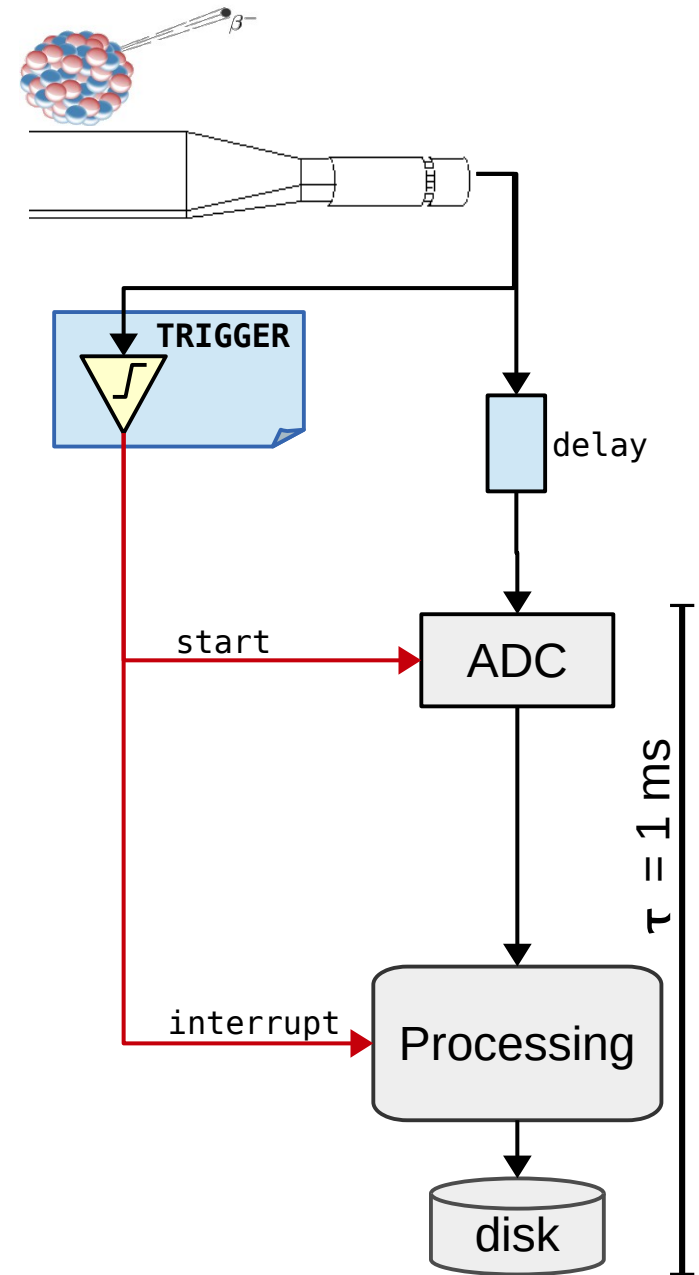 β⁻
TRIGGER
delay
start
ADC
τ = 1 ms
interrupt
Processing
disk